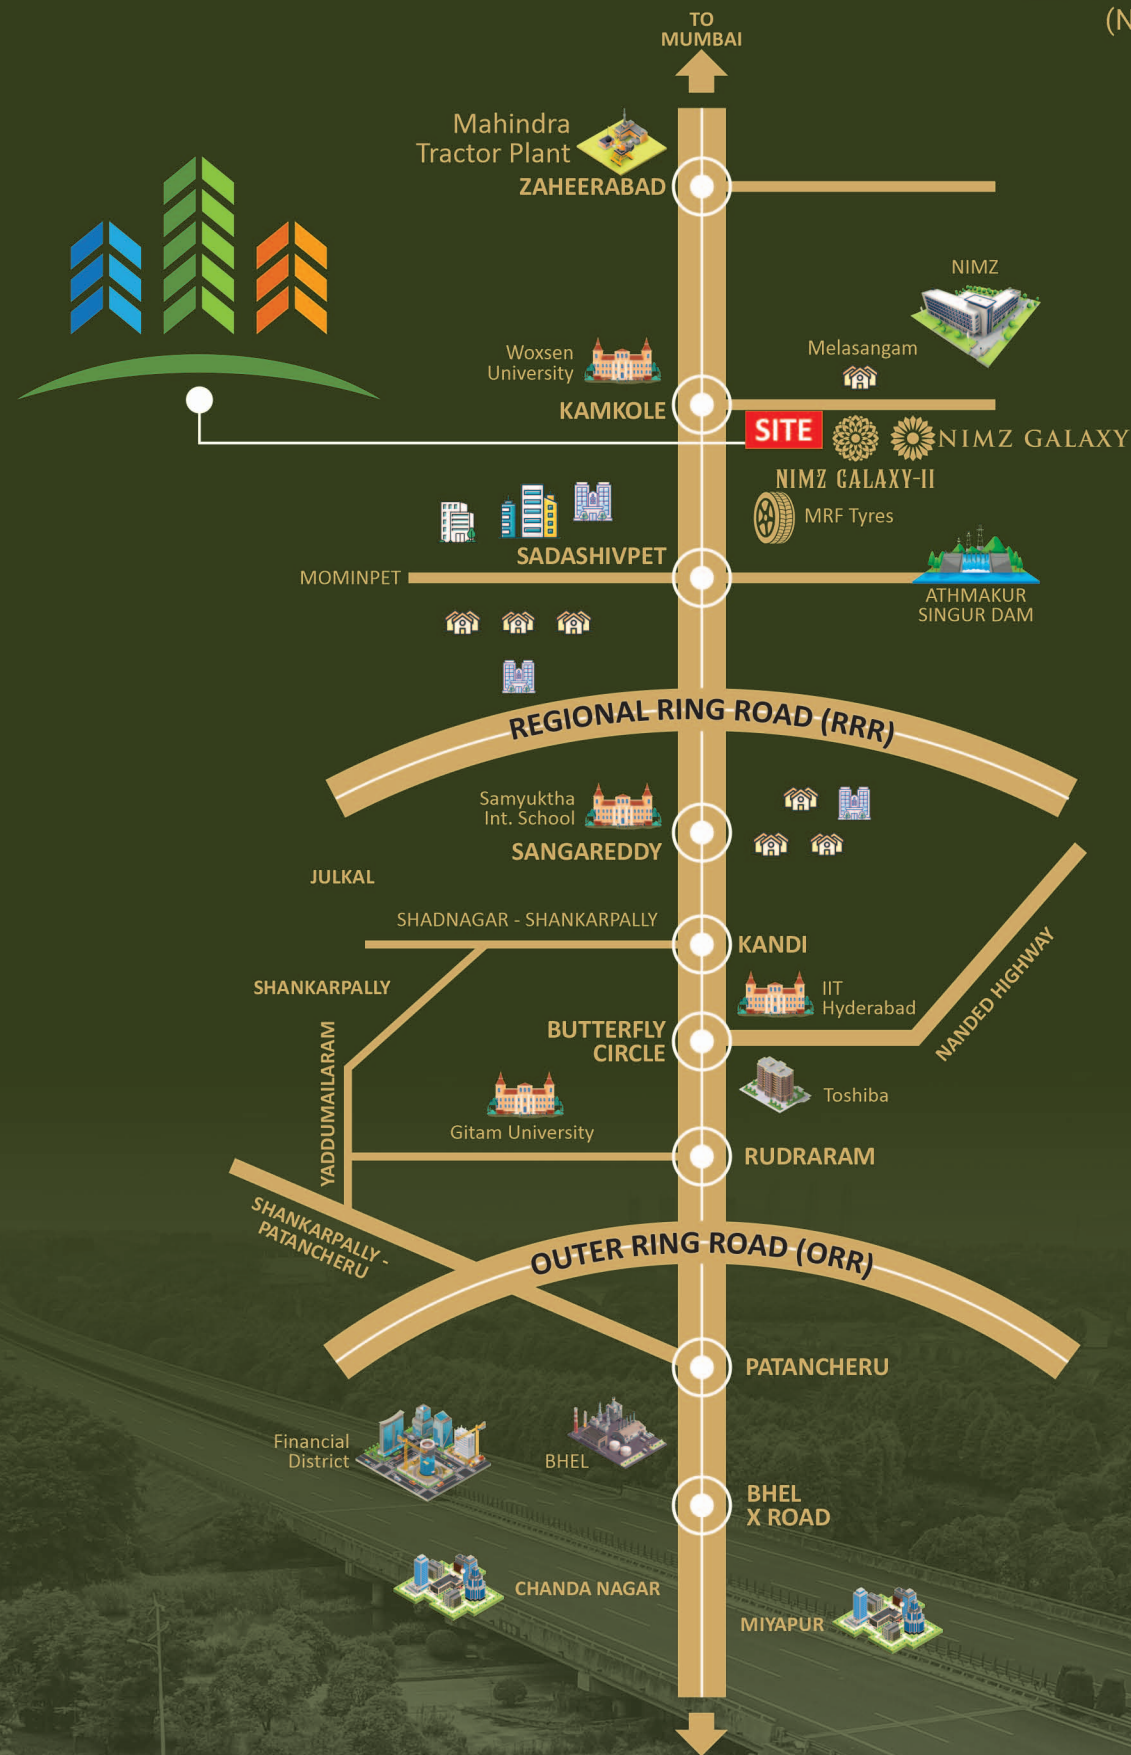 TO
MUMBAI
(N
Mahindra
Tractor Plant
ZAHEERABAD
NIMZ
Melasangam
Woxsen
University
KAMKOLE
SITE
NIMZ GALAXY
NIMZ GALAXY-II
MRF Tyres
SADASHIVPET
MOMINPET
ATHMAKUR
SINGUR DAM
REGIONAL RING ROAD (RRR)
Samyuktha
Int. School
SANGAREDDY
JULKAL
SHADNAGAR - SHANKARPALLY
KANDI
SHANKARPALLY
IIT
Hyderabad
NANDED HIGHWAY
BUTTERFLY
CIRCLE
YADDUMAILARAM
Toshiba
Gitam University
RUDRARAM
SHANKARPALLY -
PATANCHERU
OUTER RING ROAD (ORR)
PATANCHERU
Financial
District
BHEL
BHEL
X ROAD
CHANDA NAGAR
MIYAPUR